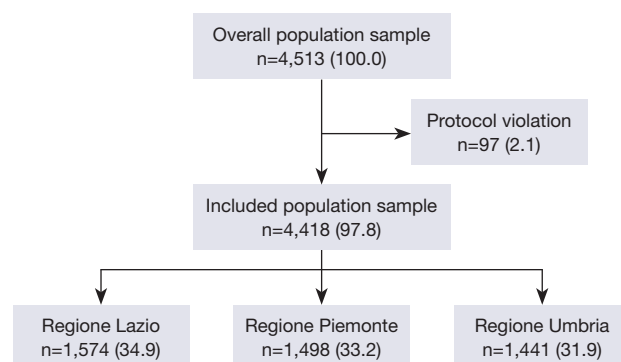 Overall population sample
n=4,513 (100.0)
Protocol violation
n=97 (2.1)
Included population sample
n=4,418 (97.8)
Regione Lazio
n=1,574 (34.9)
Regione Piemonte
n=1,498 (33.2)
Regione Umbria
n=1,441 (31.9)